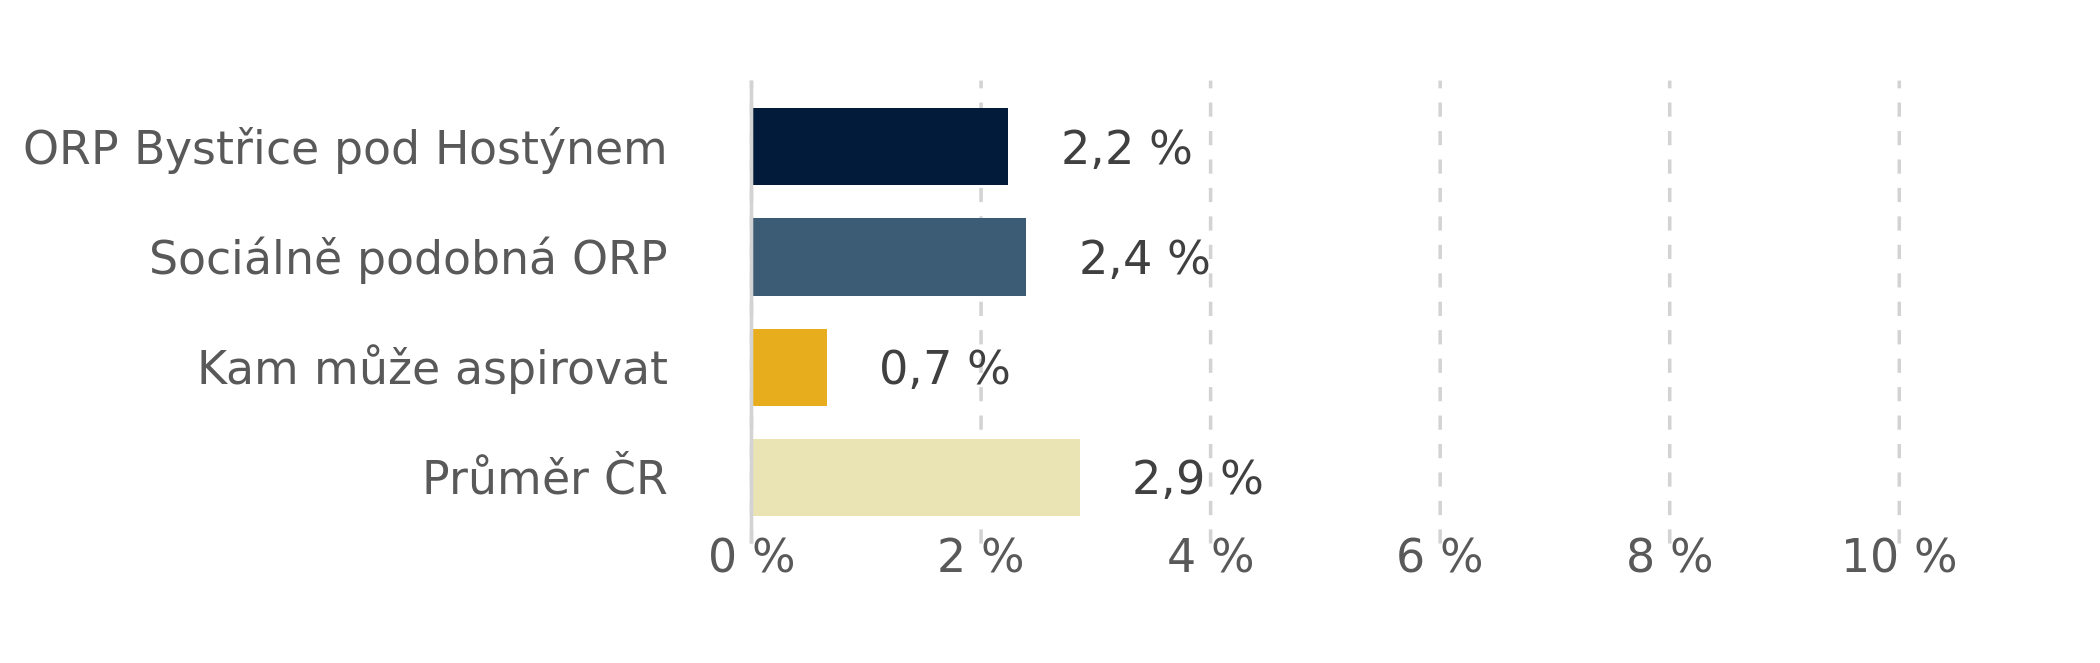 ORP Bystřice pod Hostýnem 2,2 %
Sociálně podobná ORP 2,4 %
Kam může aspirovat 0,7 %
Průměr ČR 2,9 %
0 % 2 % 4 % 6 % 8 % 10 %